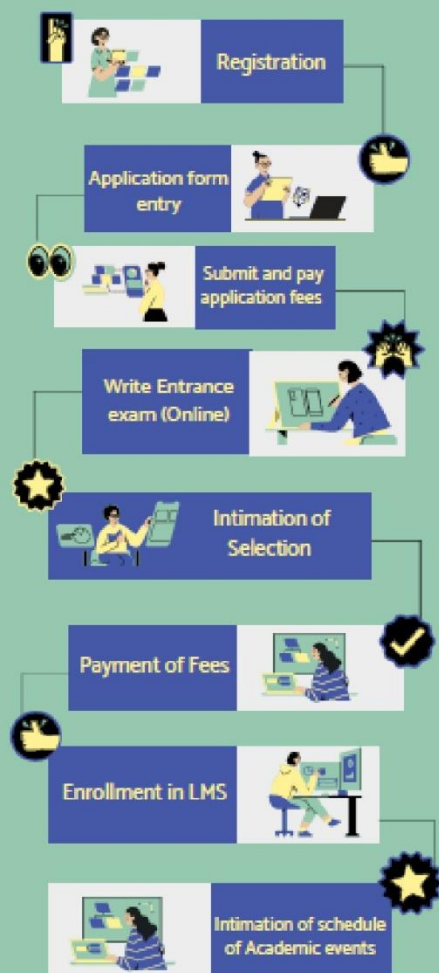 Registration
Application form
entry
Submit and pay
application fees
Write Entrance
exam (Online)
Intimation of
Selection
Payment of Fees
Enrollment in LMS
Intimation of schedule
of Academic events